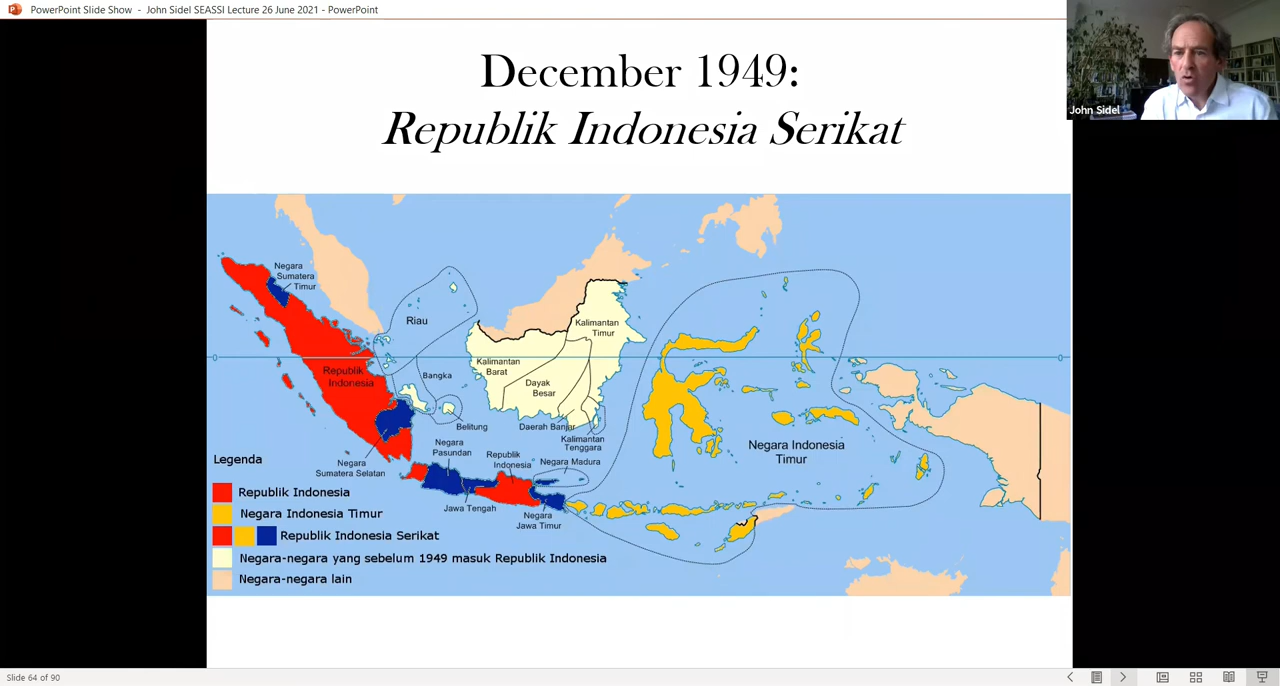 PowerPoint Slide Show - John Sidel SEASSI Lecture 26 June 2021 - PowerPoint
John Sidel
December 1949:
Republik Indonesia Serikat
Negara
Sumatera
Timur
Riau
Kalimantan
Timur
Kalimantan
Barat
Bangka
Republik
Indonesia
Dayak
Besar
Belitung
Daerah Banjar
Kalimantan
Tenggara
Negara
Pasundan
Republik
Indonesia
Negara Madura
Negara Indonesia
Timur
Negara
Sumatera Selatan
Jawa Tengah
Negara
Jawa Timur
0
0
Legenda
Republik Indonesia
Negara Indonesia Timur
Republik Indonesia Serikat
Negara-negara yang sebelum 1949 masuk Republik Indonesia
Negara-negara lain
Slide 64 of 90